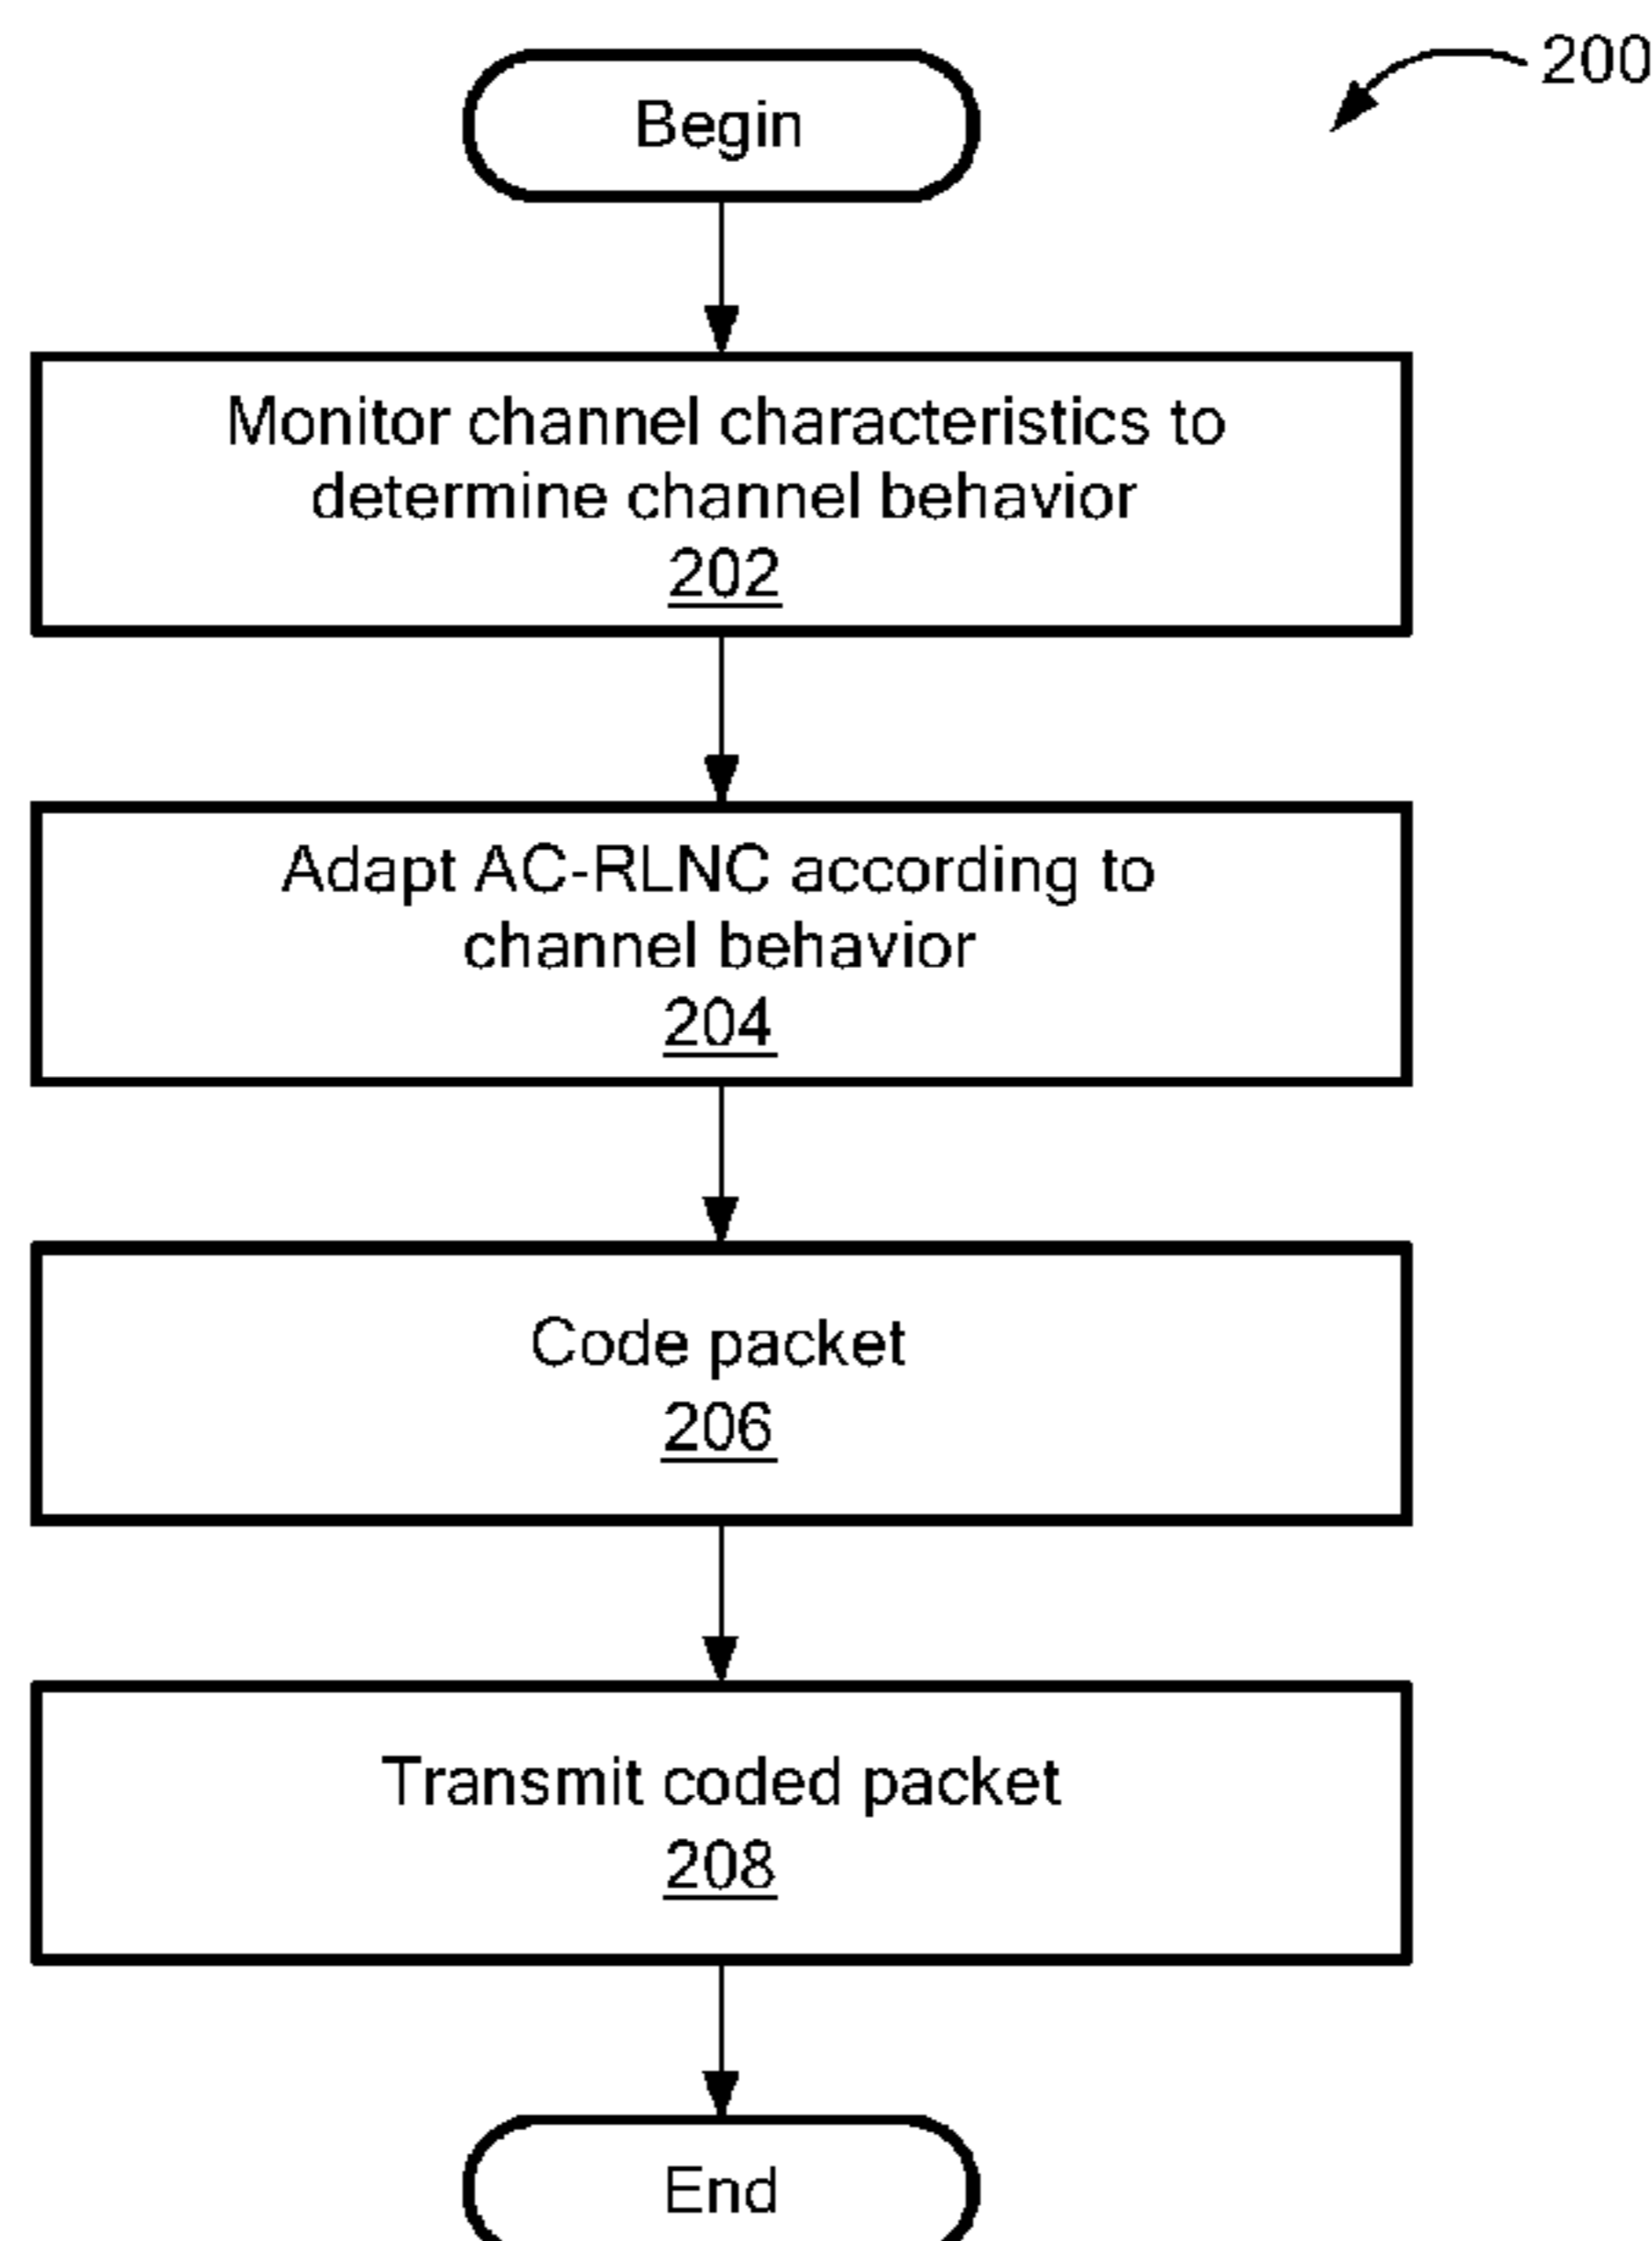 200
Begin
Monitor channel characteristics to
determine channel behavior
202
Adapt AC-RLNC according to
channel behavior
204
Code packet
206
Transmit coded packet
208
End